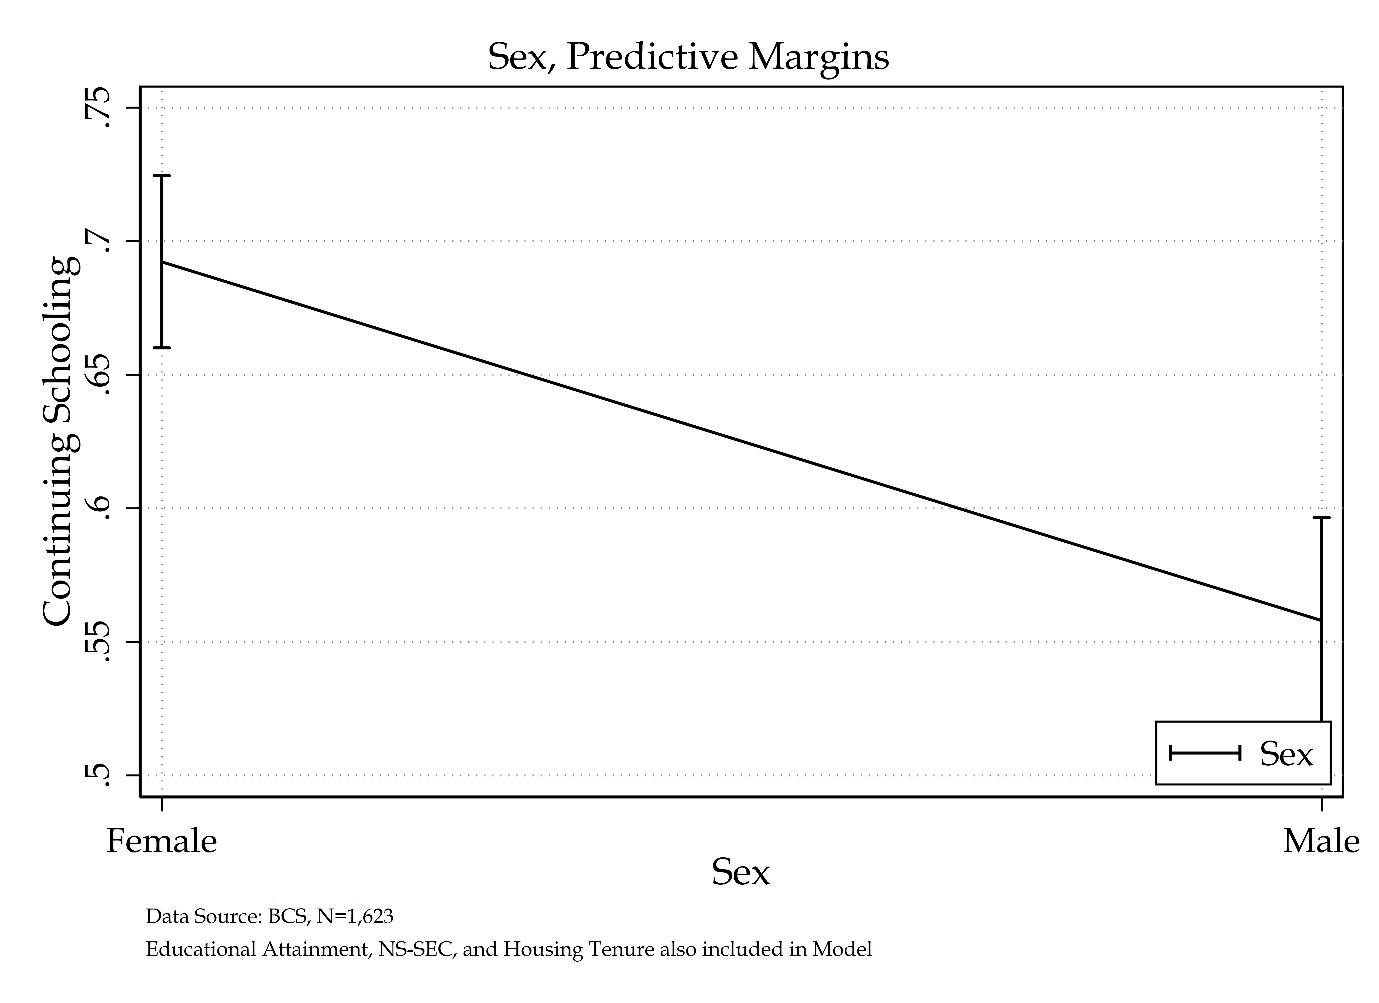 Sex, Predictive Margins
Continuing Schooling
.75
.7
.65
.6
.55
.5
Sex
Female
Male
Sex
Data Source: BCS, N=1,623
Educational Attainment, NS-SEC, and Housing Tenure also included in Model